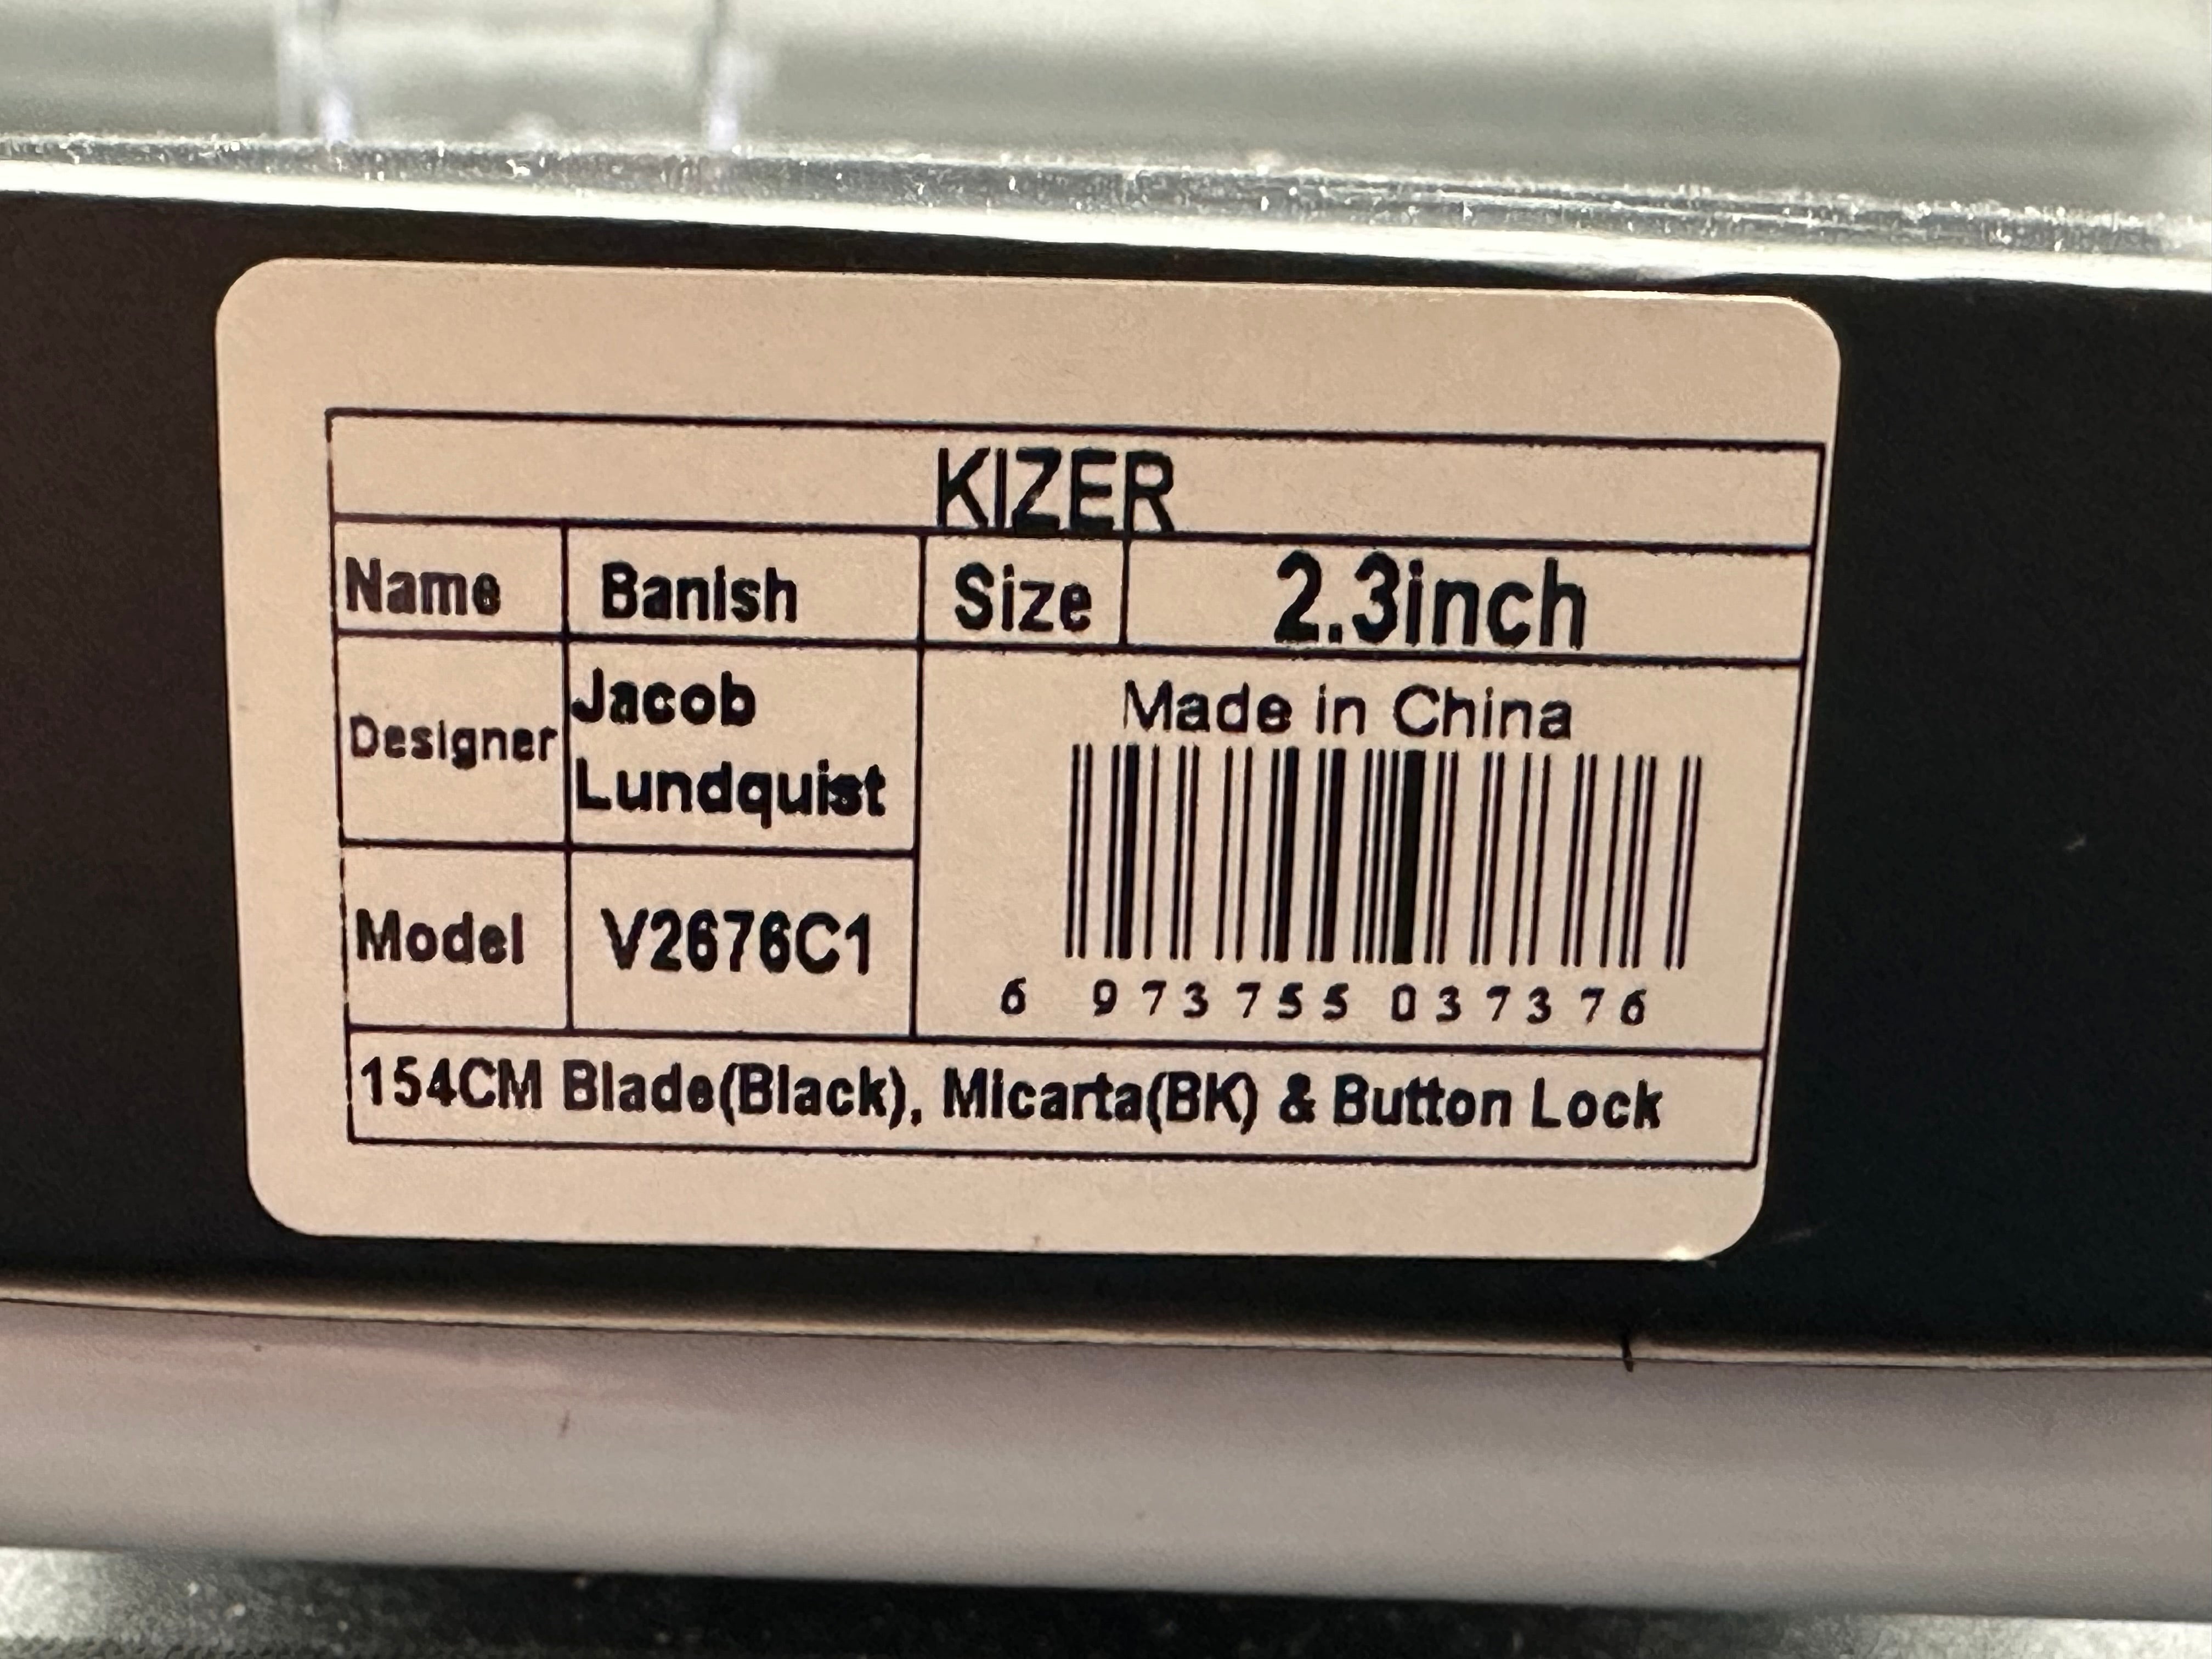 KIZER
Name Banish Size 2.3inch
Designer Jacob
Lundquist
Made in China
Model V2676C1
6 973755 037376
154CM Blade(Black), Micarta(BK) & Button Lock